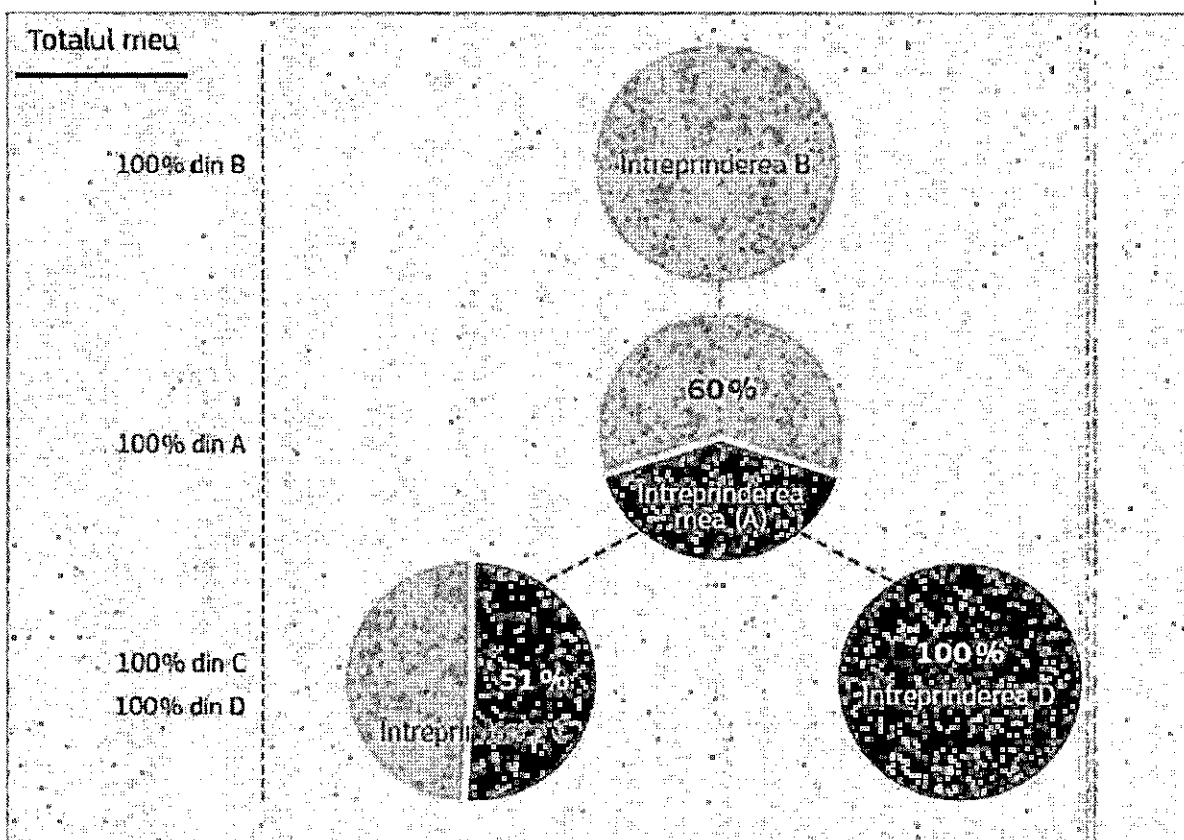 Totalul meu
100% din B
Intreprinderea B
60%
100% din A
Intreprinderea
mea (A)
100% din C
100% din D
51%
100%
Intreprinderea D